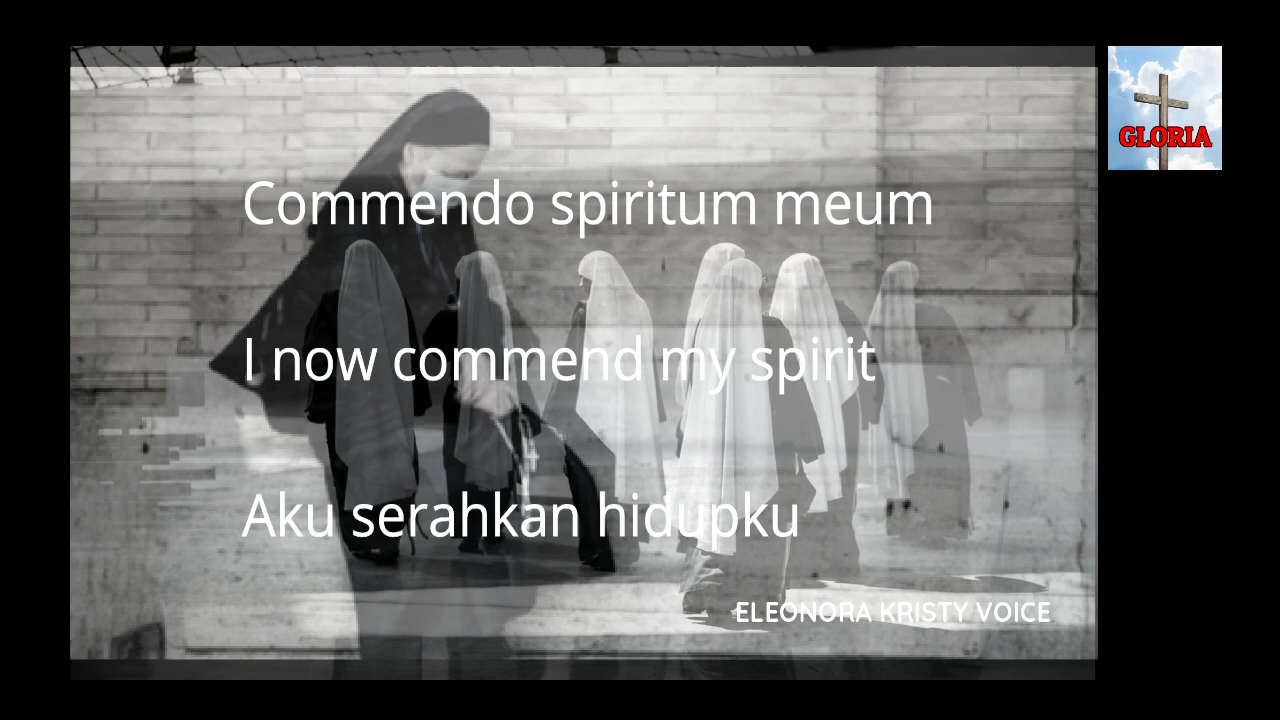 Commendo spiritum meum
I now commend my spirit
Aku serahkan hidupku
ELEONORA KRISTY VOICE
GLORIA